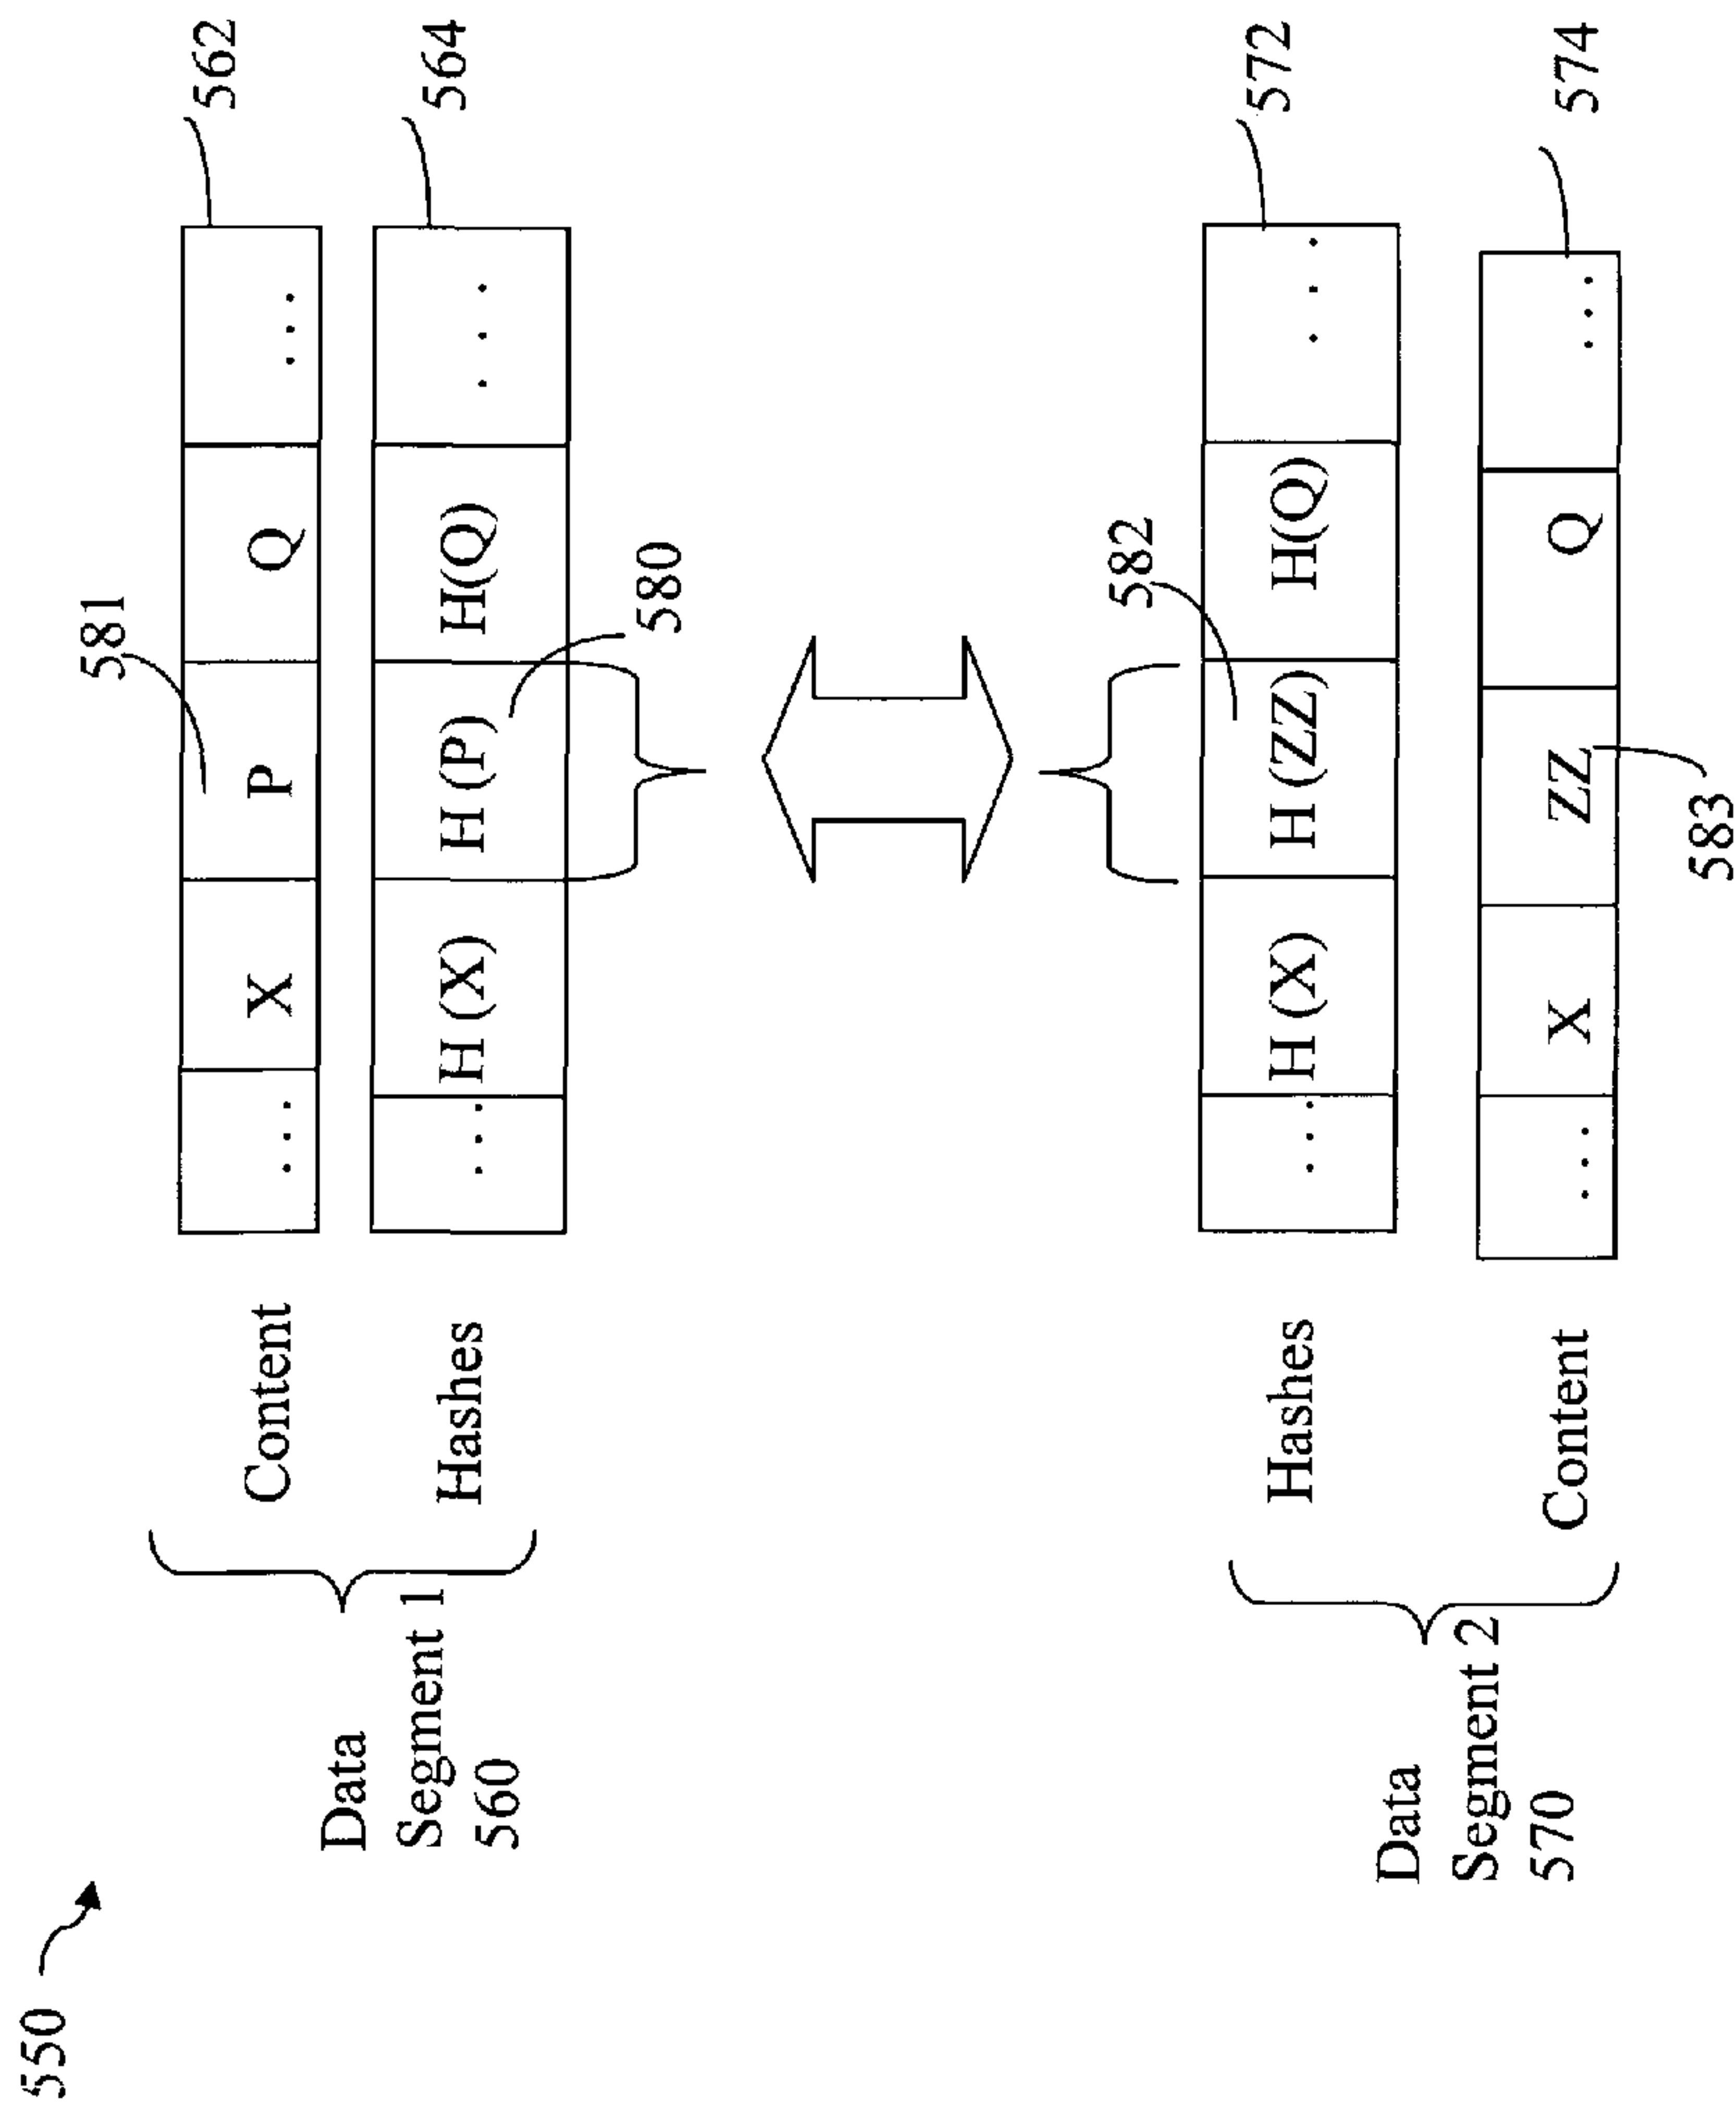 550
581
562
Content
... X P Q ...
564
Hashes
... H (X) H (P) H(Q) ...
Data
Segment 1
560
580
582
572
Hashes
... H (X) H (ZZ) H(Q) ...
Data
Segment 2
570
574
Content
... X ZZ Q ...
583